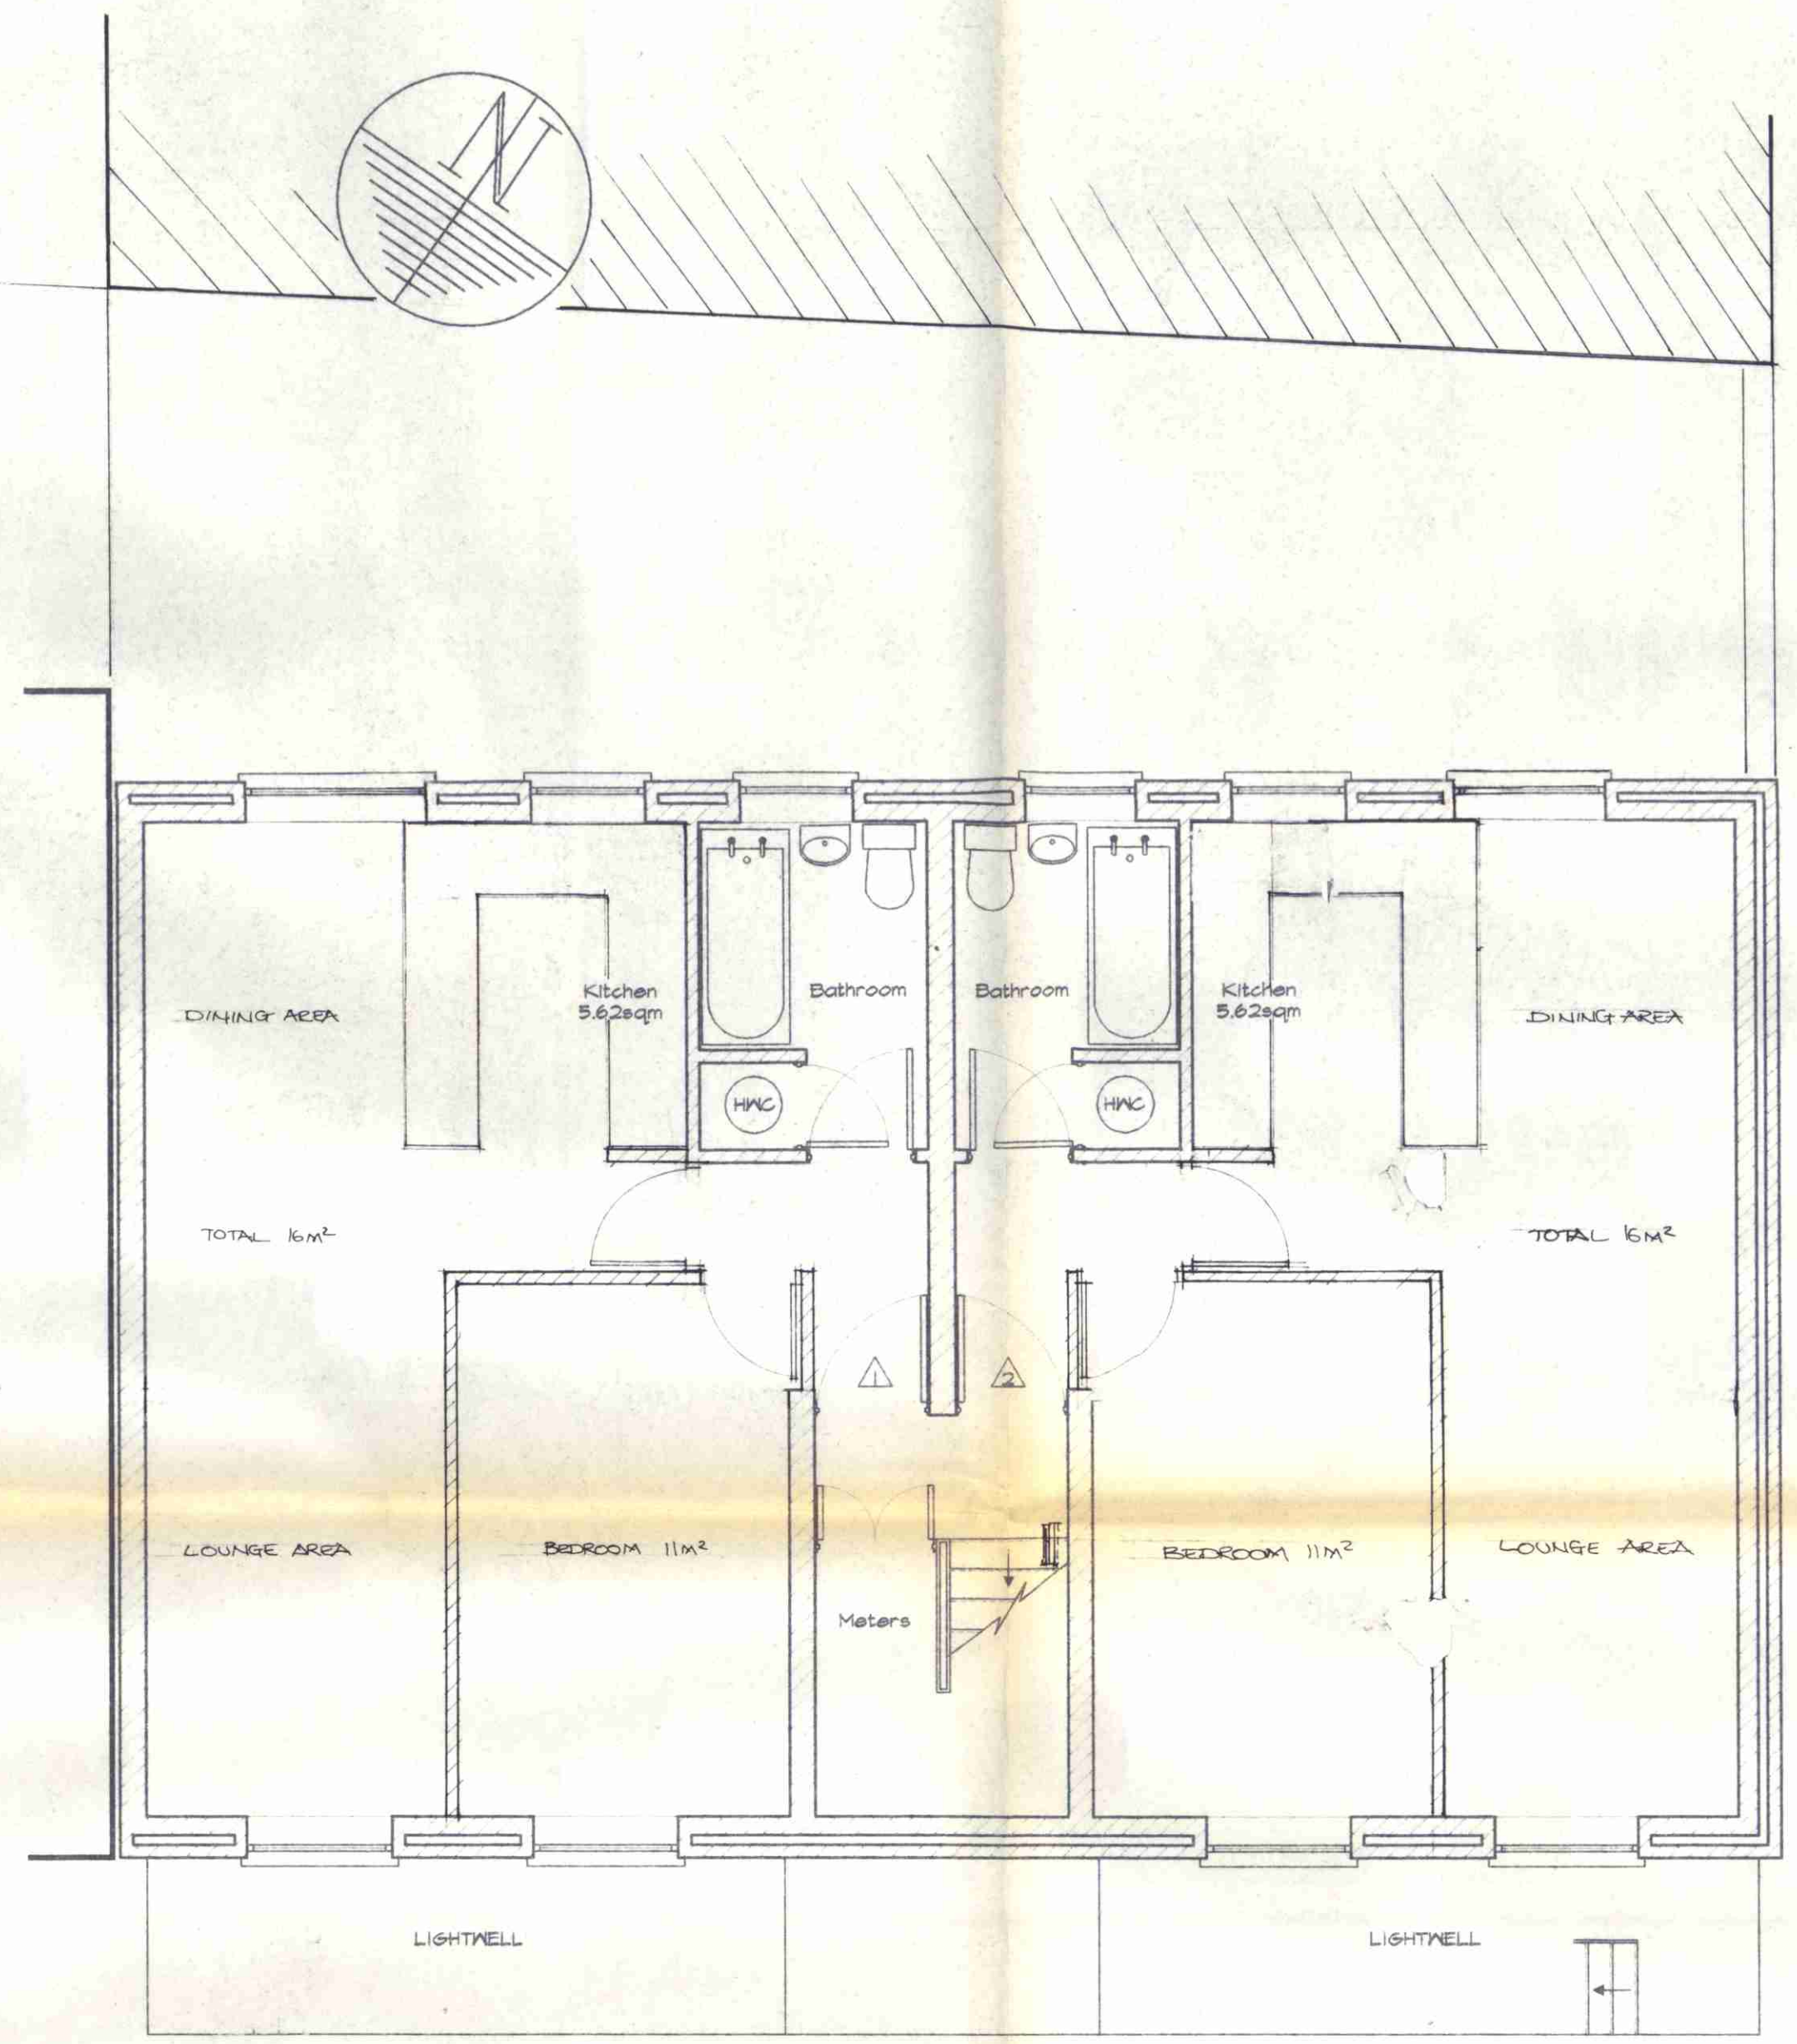 N
Kitchen
5.62sqm
Bathroom
Bathroom
Kitchen
5.62sqm
DINING AREA
DINING AREA
HWC
HWC
TOTAL 16M²
TOTAL 16M²
1
2
LOUNGE AREA
BEDROOM 11M²
BEDROOM 11M²
LOUNGE AREA
Meters
LIGHTWELL
LIGHTWELL